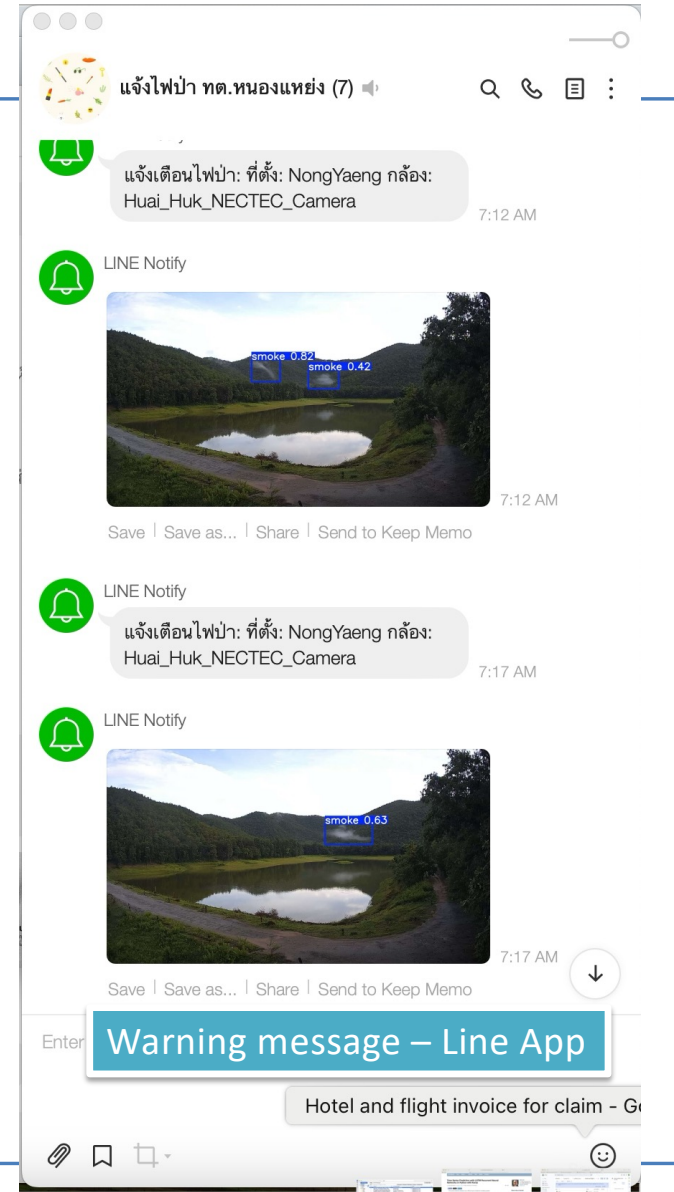 แจ้งไฟป่า ทต.หนองแหย่ง (7)
แจ้งเตือนไฟป่า: ที่ตั้ง: NongYaeng กล้อง:
Huai_Huk_NECTEC_Camera
7:12 AM
LINE Notify
smoke 0.82
smoke 0.42
7:12 AM
Save | Save as... | Share | Send to Keep Memo
LINE Notify
แจ้งเตือนไฟป่า: ที่ตั้ง: NongYaeng กล้อง:
Huai_Huk_NECTEC_Camera
7:17 AM
LINE Notify
smoke 0.63
7:17 AM
Save | Save as... | Share | Send to Keep Memo
Enter
Warning message – Line App
Hotel and flight invoice for claim - Go